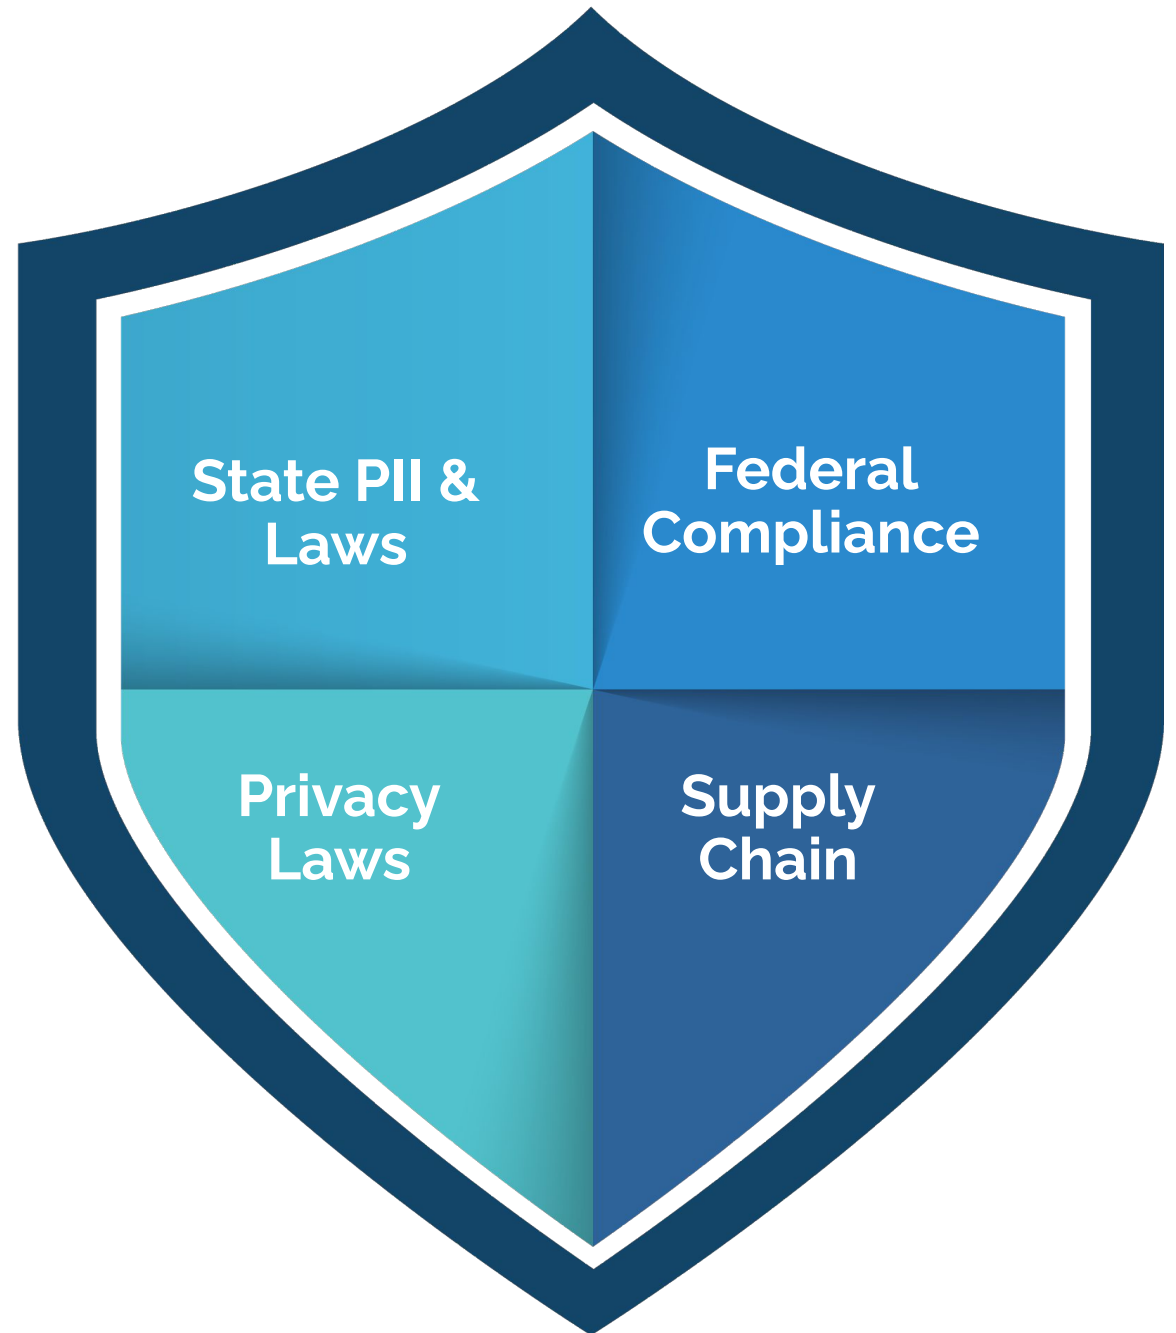 State PII &
Laws
Federal
Compliance
Privacy
Laws
Supply
Chain